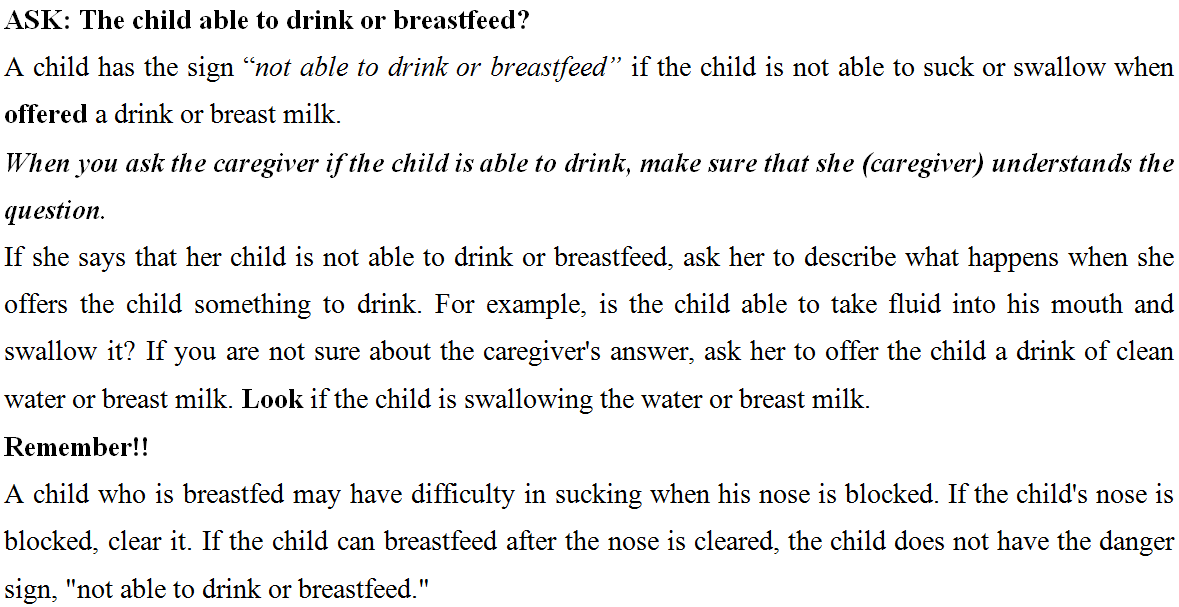 ASK: The child able to drink or breastfeed?
A child has the sign “not able to drink or breastfeed” if the child is not able to suck or swallow when
offered a drink or breast milk.
When you ask the caregiver if the child is able to drink, make sure that she (caregiver) understands the
question.
If she says that her child is not able to drink or breastfeed, ask her to describe what happens when she
offers the child something to drink. For example, is the child able to take fluid into his mouth and
swallow it? If you are not sure about the caregiver's answer, ask her to offer the child a drink of clean
water or breast milk. Look if the child is swallowing the water or breast milk.
Remember!!
A child who is breastfed may have difficulty in sucking when his nose is blocked. If the child's nose is
blocked, clear it. If the child can breastfeed after the nose is cleared, the child does not have the danger
sign, "not able to drink or breastfeed."